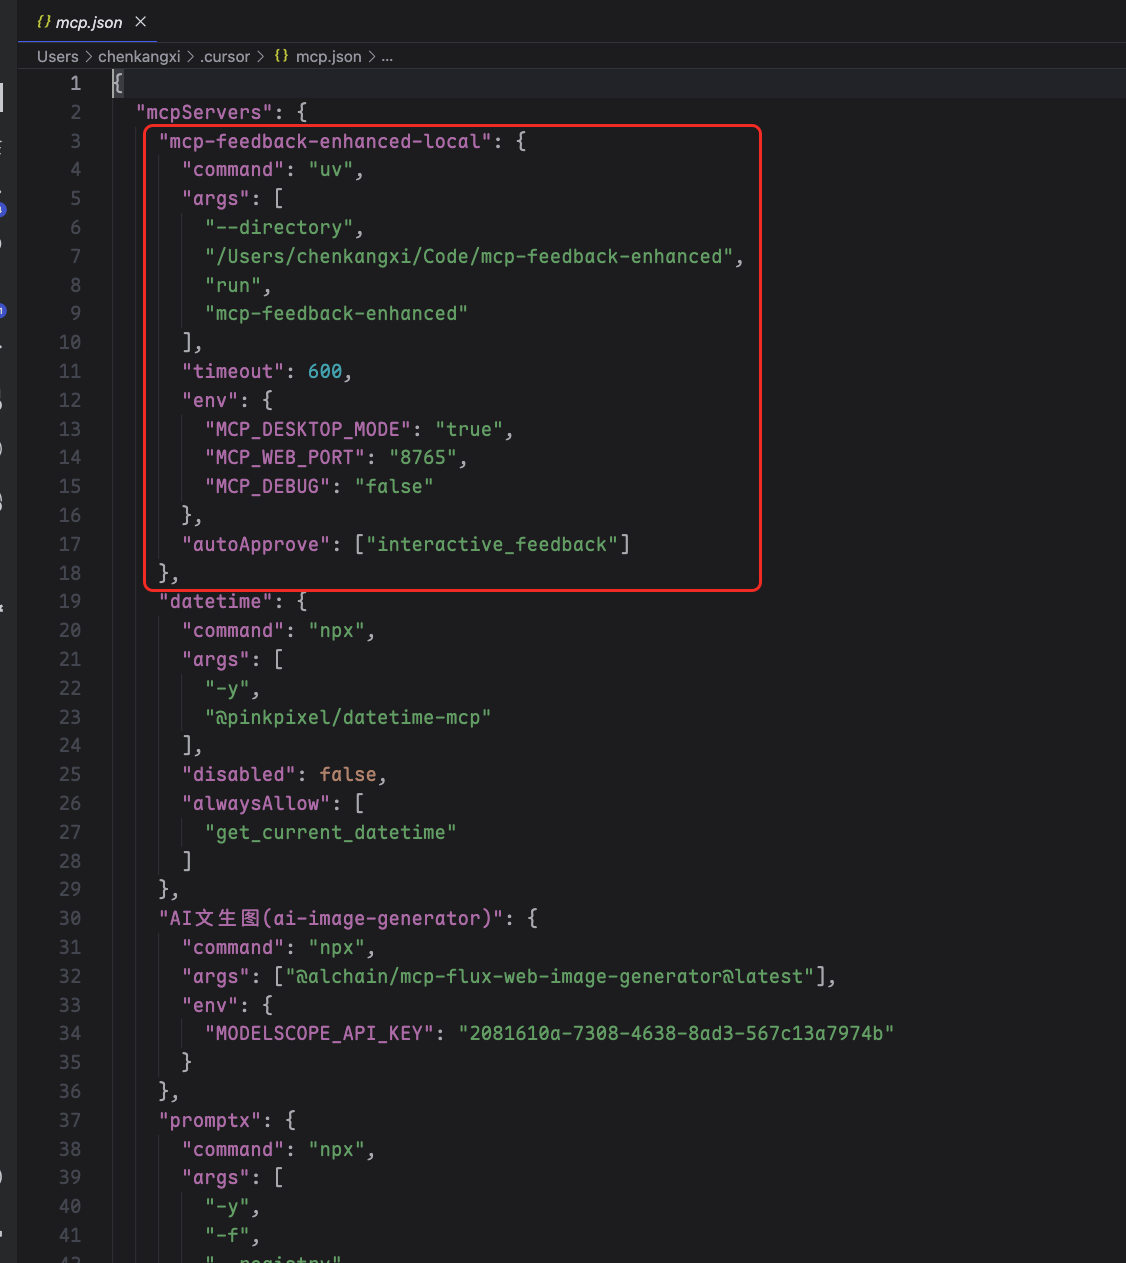 {} mcp.json ×
Users > chenkangxi > .cursor > {} mcp.json > ...
1 {
2 "mcpServers": {
3 "mcp-feedback-enhanced-local": {
4 "command": "uv",
5 "args": [
6 "--directory",
7 "/Users/chenkangxi/Code/mcp-feedback-enhanced",
8 "run",
9 "mcp-feedback-enhanced"
10 ],
11 "timeout": 600,
12 "env": {
13 "MCP_DESKTOP_MODE": "true",
14 "MCP_WEB_PORT": "8765",
15 "MCP_DEBUG": "false"
16 },
17 "autoApprove": ["interactive_feedback"]
18 },
19 "datetime": {
20 "command": "npx",
21 "args": [
22 "-y",
23 "@pinkpixel/datetime-mcp"
24 ],
25 "disabled": false,
26 "alwaysAllow": [
27 "get_current_datetime"
28 ]
29 },
30 "AI文生图(ai-image-generator)": {
31 "command": "npx",
32 "args": ["@alchain/mcp-flux-web-image-generator@latest"],
33 "env": {
34 "MODELSCOPE_API_KEY": "2081610a-7308-4638-8ad3-567c13a7974b"
35 }
36 },
37 "promptx": {
38 "command": "npx",
39 "args": [
40 "-y",
41 "-f",
42 "--registry"